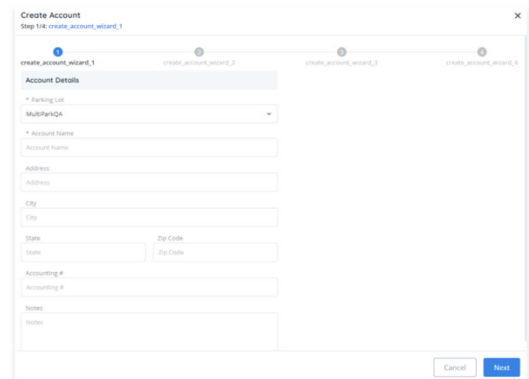 Create Account
Step 1/4: create_account_wizard_1
1 2 3 4
create_account_wizard_1 create_account_wizard_2 create_account_wizard_3 create_account_wizard_4
Account Details
* Parking Lot
MultiParkQA
* Account Name
Account Name
Address
Address
City
City
State Zip Code
State Zip Code
Accounting #
Accounting #
Notes
Notes
Cancel Next